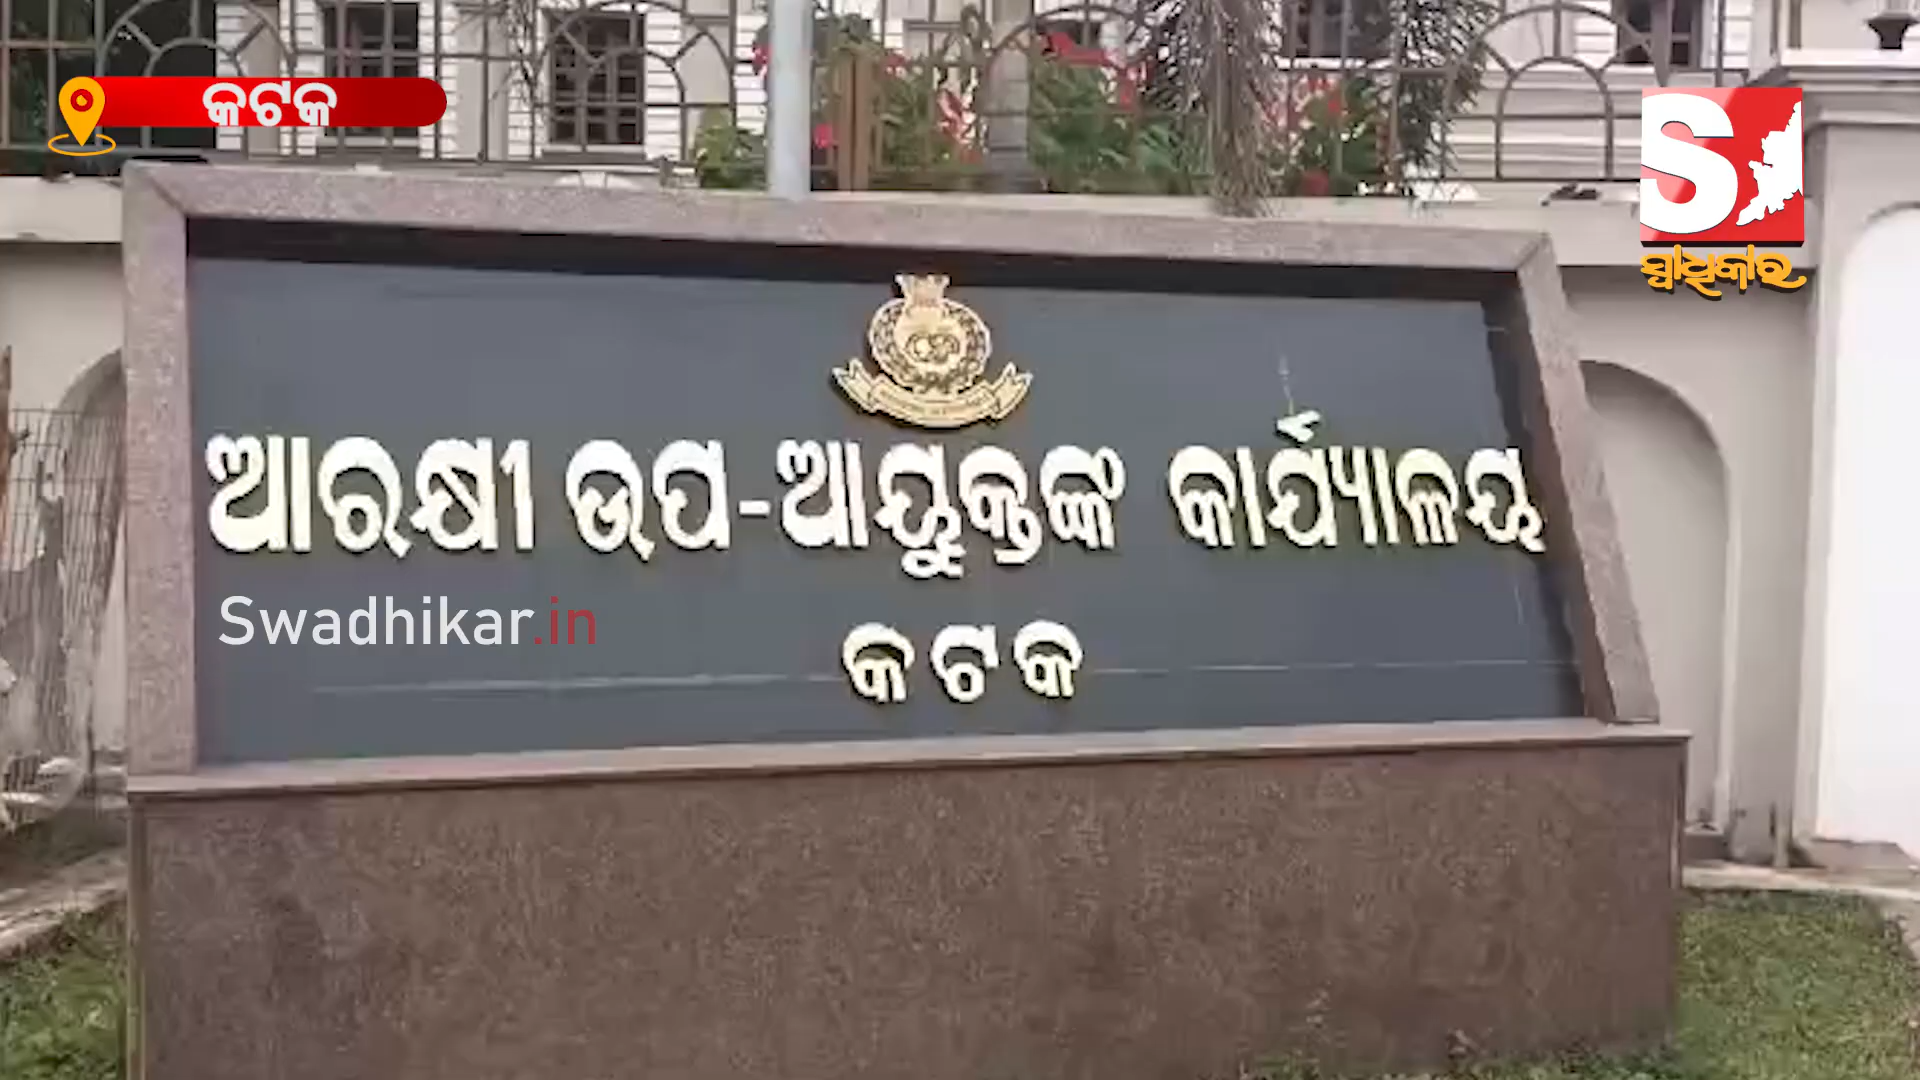 କଟକ
S
ସ୍ୱାଧିକାର
ଆରକ୍ଷୀ ଉପ-ଆୟୁକ୍ତଙ୍କ କାର୍ଯ୍ୟାଳୟ
Swadhikar.in
କଟକ